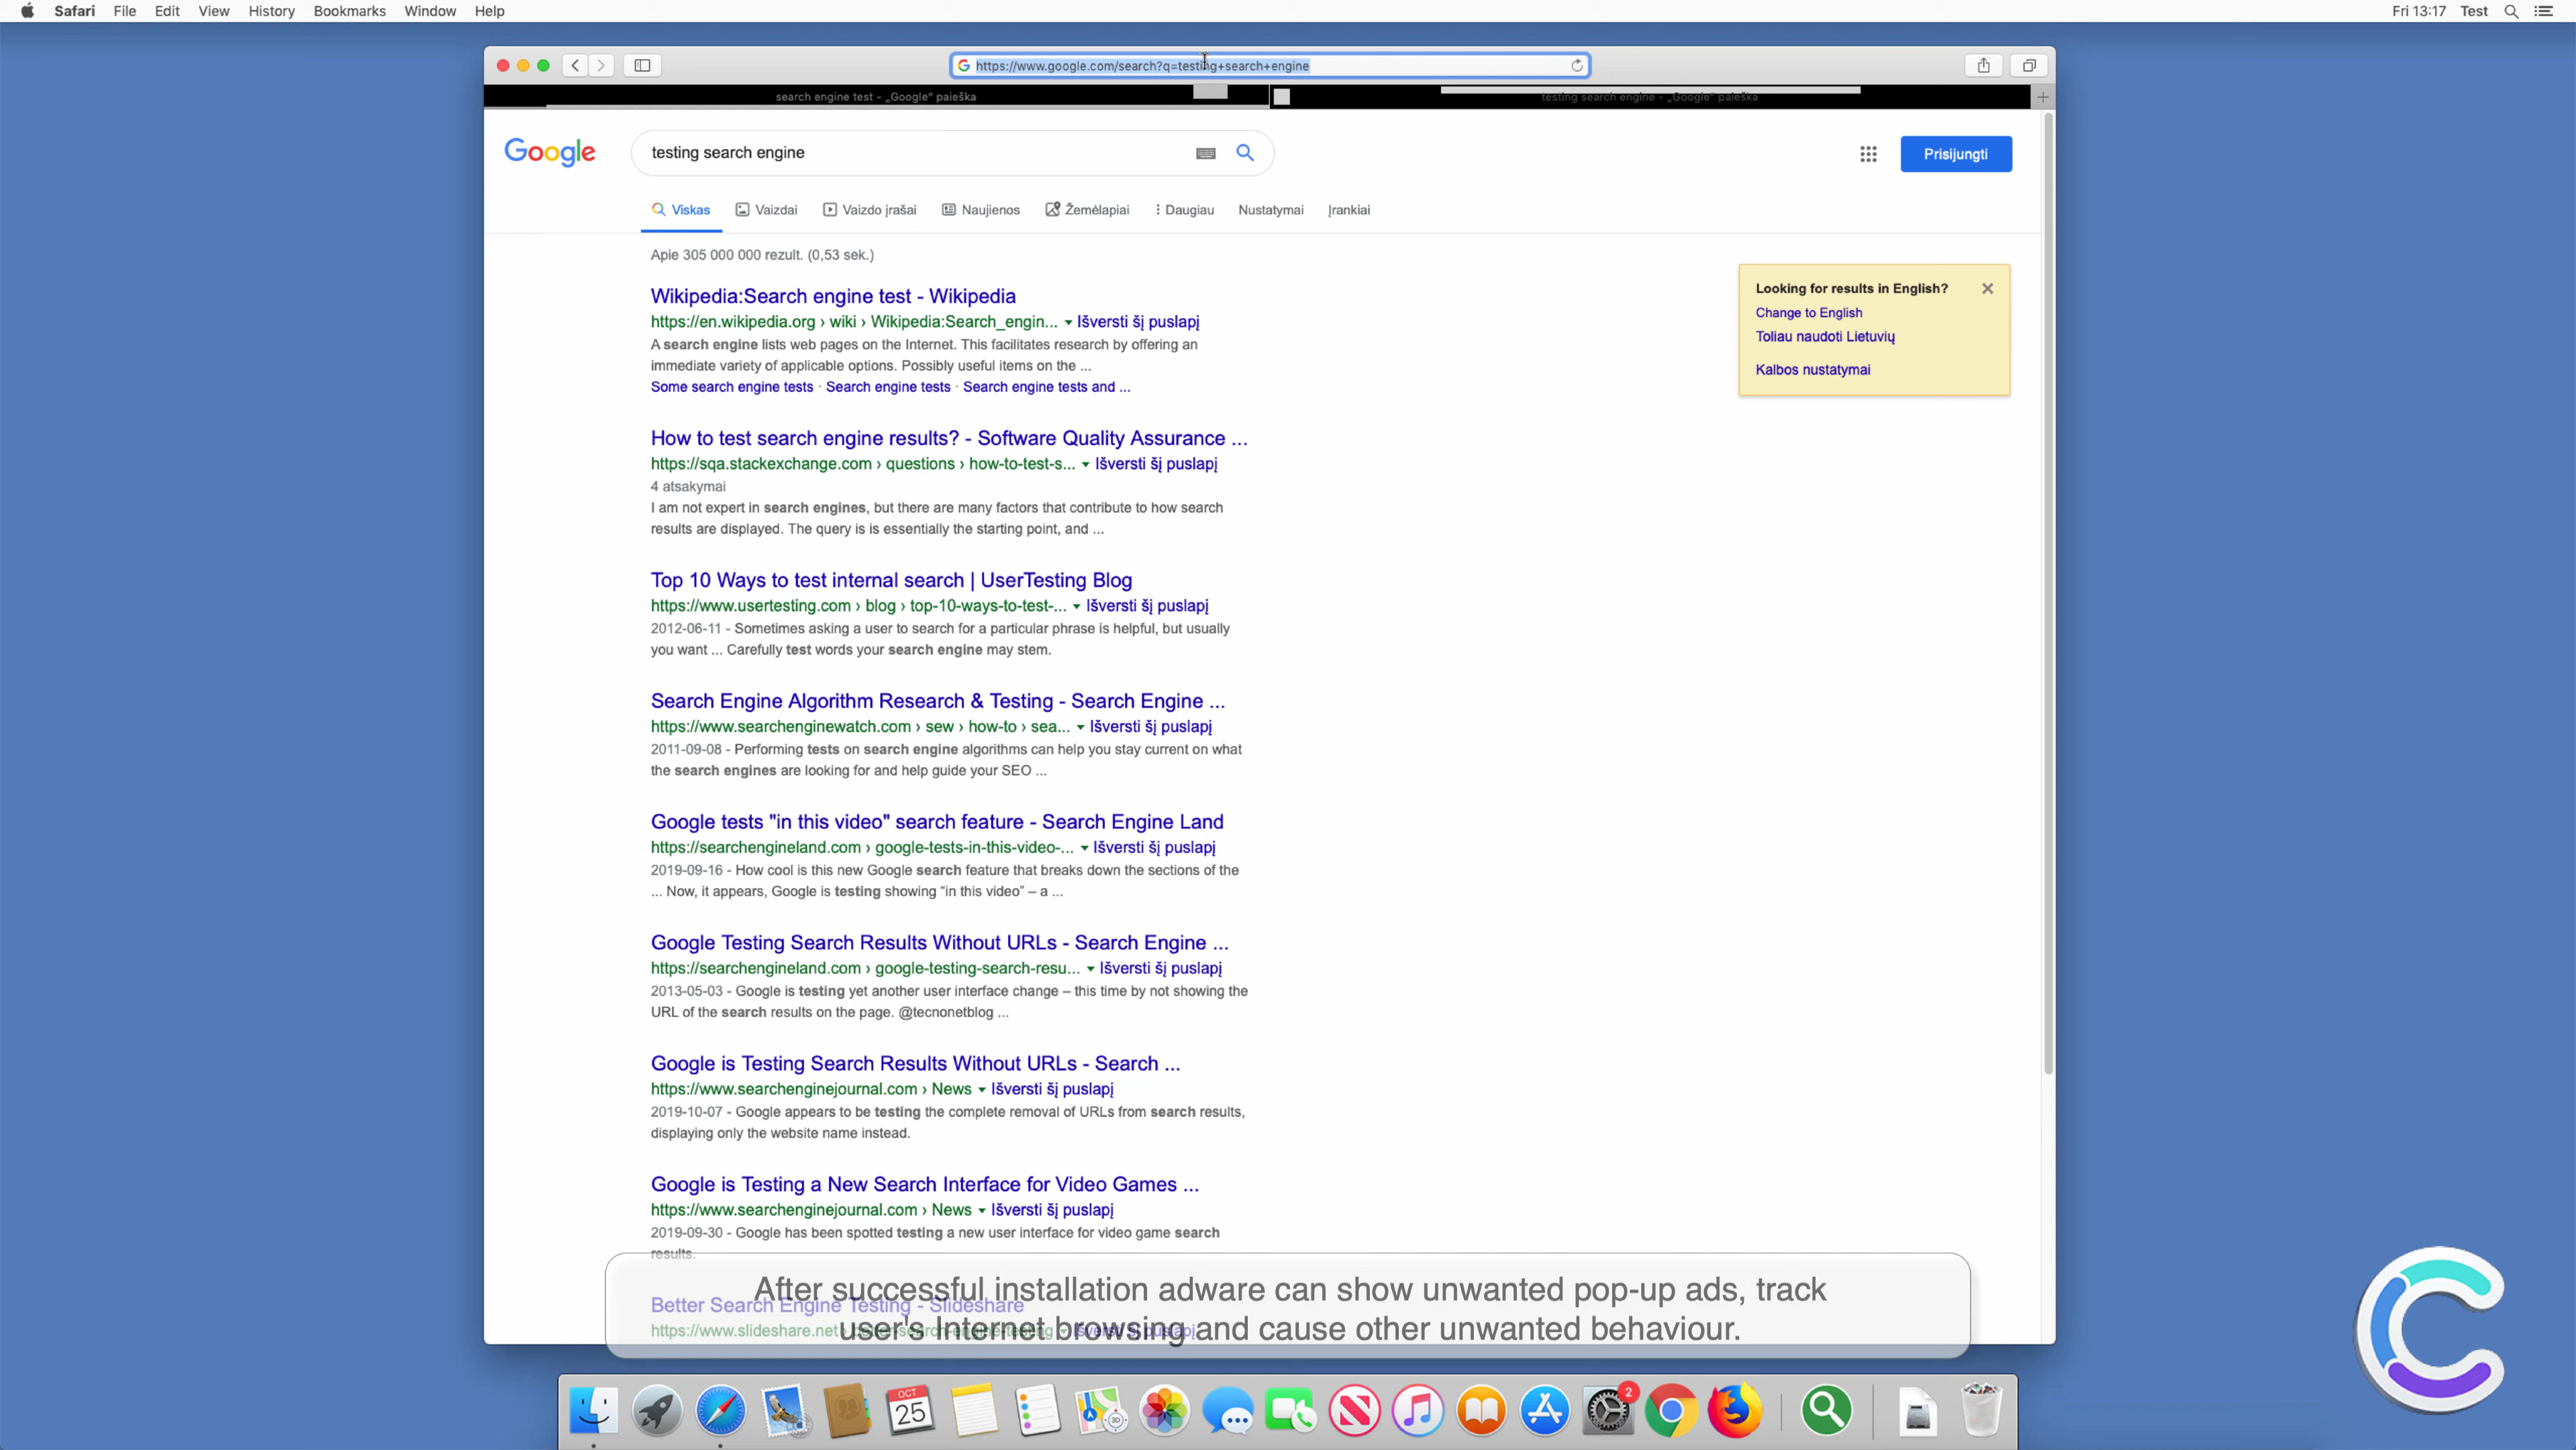 Safari File Edit View History Bookmarks Window Help
Fri 13:17 Test
https://www.google.com/search?q=testing+search+engine
search engine test - „Google“ paieška
testing search engine - „Google“ paieška
Google
testing search engine
Prisijungti
Viskas Vaizdai Vaizdo įrašai Naujienos Žemėlapiai Daugiau Nustatymai Įrankiai
Apie 305 000 000 rezult. (0,53 sek.)
Looking for results in English?
Change to English
Toliau naudoti Lietuvių
Kalbos nustatymai
Wikipedia:Search engine test - Wikipedia
https://en.wikipedia.org › wiki › Wikipedia:Search_engin... Išversti šį puslapį
A search engine lists web pages on the Internet. This facilitates research by offering an
immediate variety of applicable options. Possibly useful items on the ...
Some search engine tests · Search engine tests · Search engine tests and ...
How to test search engine results? - Software Quality Assurance ...
https://sqa.stackexchange.com › questions › how-to-test-s... Išversti šį puslapį
4 atsakymai
I am not expert in search engines, but there are many factors that contribute to how search
results are displayed. The query is is essentially the starting point, and ...
Top 10 Ways to test internal search | UserTesting Blog
https://www.usertesting.com › blog › top-10-ways-to-test-... Išversti šį puslapį
2012-06-11 - Sometimes asking a user to search for a particular phrase is helpful, but usually
you want ... Carefully test words your search engine may stem.
Search Engine Algorithm Research & Testing - Search Engine ...
https://www.searchenginewatch.com › sew › how-to › sea... Išversti šį puslapį
2011-09-08 - Performing tests on search engine algorithms can help you stay current on what
the search engines are looking for and help guide your SEO ...
Google tests "in this video" search feature - Search Engine Land
https://searchengineland.com › google-tests-in-this-video-... Išversti šį puslapį
2019-09-16 - How cool is this new Google search feature that breaks down the sections of the
... Now, it appears, Google is testing showing “in this video” – a ...
Google Testing Search Results Without URLs - Search Engine ...
https://searchengineland.com › google-testing-search-resu... Išversti šį puslapį
2013-05-03 - Google is testing yet another user interface change – this time by not showing the
URL of the search results on the page. @tecnonetblog ...
Google is Testing Search Results Without URLs - Search ...
https://www.searchenginejournal.com › News Išversti šį puslapį
2019-10-07 - Google appears to be testing the complete removal of URLs from search results,
displaying only the website name instead.
Google is Testing a New Search Interface for Video Games ...
https://www.searchenginejournal.com › News Išversti šį puslapį
2019-09-30 - Google has been spotted testing a new user interface for video game search
results.
Better Search Engine Testing - Slideshare
https://www.slideshare.net › better-search-engine-testing Išversti šį puslapį
After successful installation adware can show unwanted pop-up ads, track
user's Internet browsing and cause other unwanted behaviour.
OCT
25
3D
2